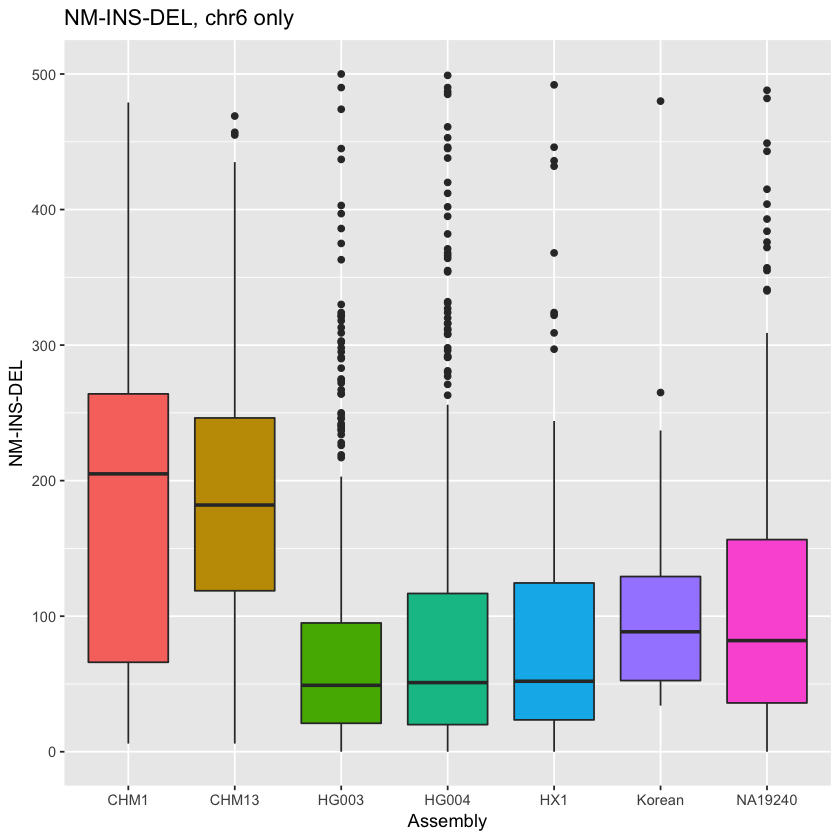 NM-INS-DEL, chr6 only
NM-INS-DEL
500
400
300
200
100
0
CHM1 CHM13 HG003 HG004 HX1 Korean NA19240
Assembly